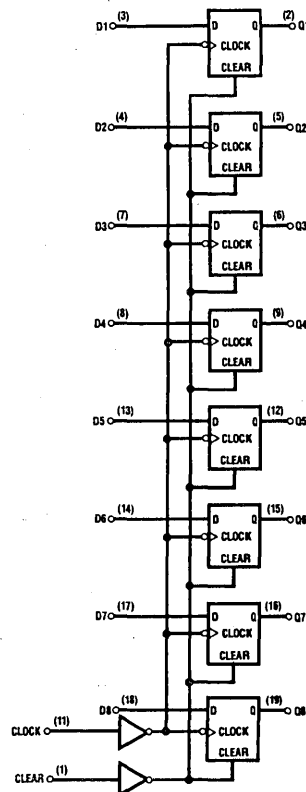 D1 (3) D Q (2) Q1
CLOCK
CLEAR
D2 (4) D Q (5) Q2
CLOCK
CLEAR
D3 (7) D Q (6) Q3
CLOCK
CLEAR
D4 (8) D Q (9) Q4
CLOCK
CLEAR
D5 (13) D Q (12) Q5
CLOCK
CLEAR
D6 (14) D Q (15) Q6
CLOCK
CLEAR
D7 (17) D Q (16) Q7
CLOCK
CLEAR
D8 (18) D Q (19) Q8
CLOCK (11) CLOCK
CLEAR
CLEAR (1)